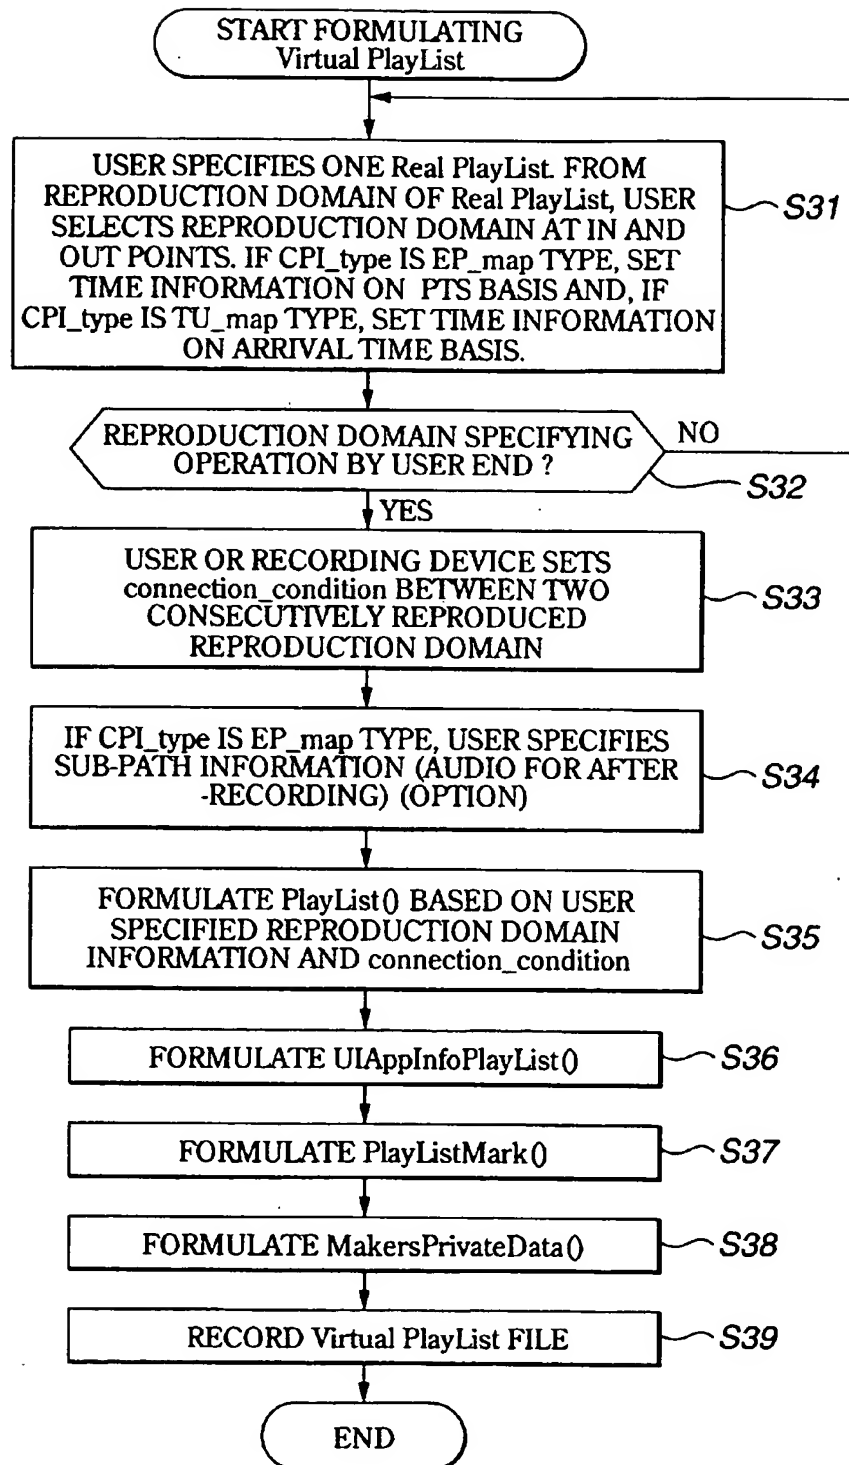 START FORMULATING
Virtual PlayList
USER SPECIFIES ONE Real PlayList. FROM
REPRODUCTION DOMAIN OF Real PlayList, USER
SELECTS REPRODUCTION DOMAIN AT IN AND
OUT POINTS. IF CPI_type IS EP_map TYPE, SET
TIME INFORMATION ON PTS BASIS AND, IF
CPI_type IS TU_map TYPE, SET TIME INFORMATION
ON ARRIVAL TIME BASIS.
S31
REPRODUCTION DOMAIN SPECIFYING
OPERATION BY USER END ?
NO
S32
YES
USER OR RECORDING DEVICE SETS
connection_condition BETWEEN TWO
CONSECUTIVELY REPRODUCED
REPRODUCTION DOMAIN
S33
IF CPI_type IS EP_map TYPE, USER SPECIFIES
SUB-PATH INFORMATION (AUDIO FOR AFTER
-RECORDING) (OPTION)
S34
FORMULATE PlayList() BASED ON USER
SPECIFIED REPRODUCTION DOMAIN
INFORMATION AND connection_condition
S35
FORMULATE UIAppInfoPlayList()
S36
FORMULATE PlayListMark()
S37
FORMULATE MakersPrivateData()
S38
RECORD Virtual PlayList FILE
S39
END